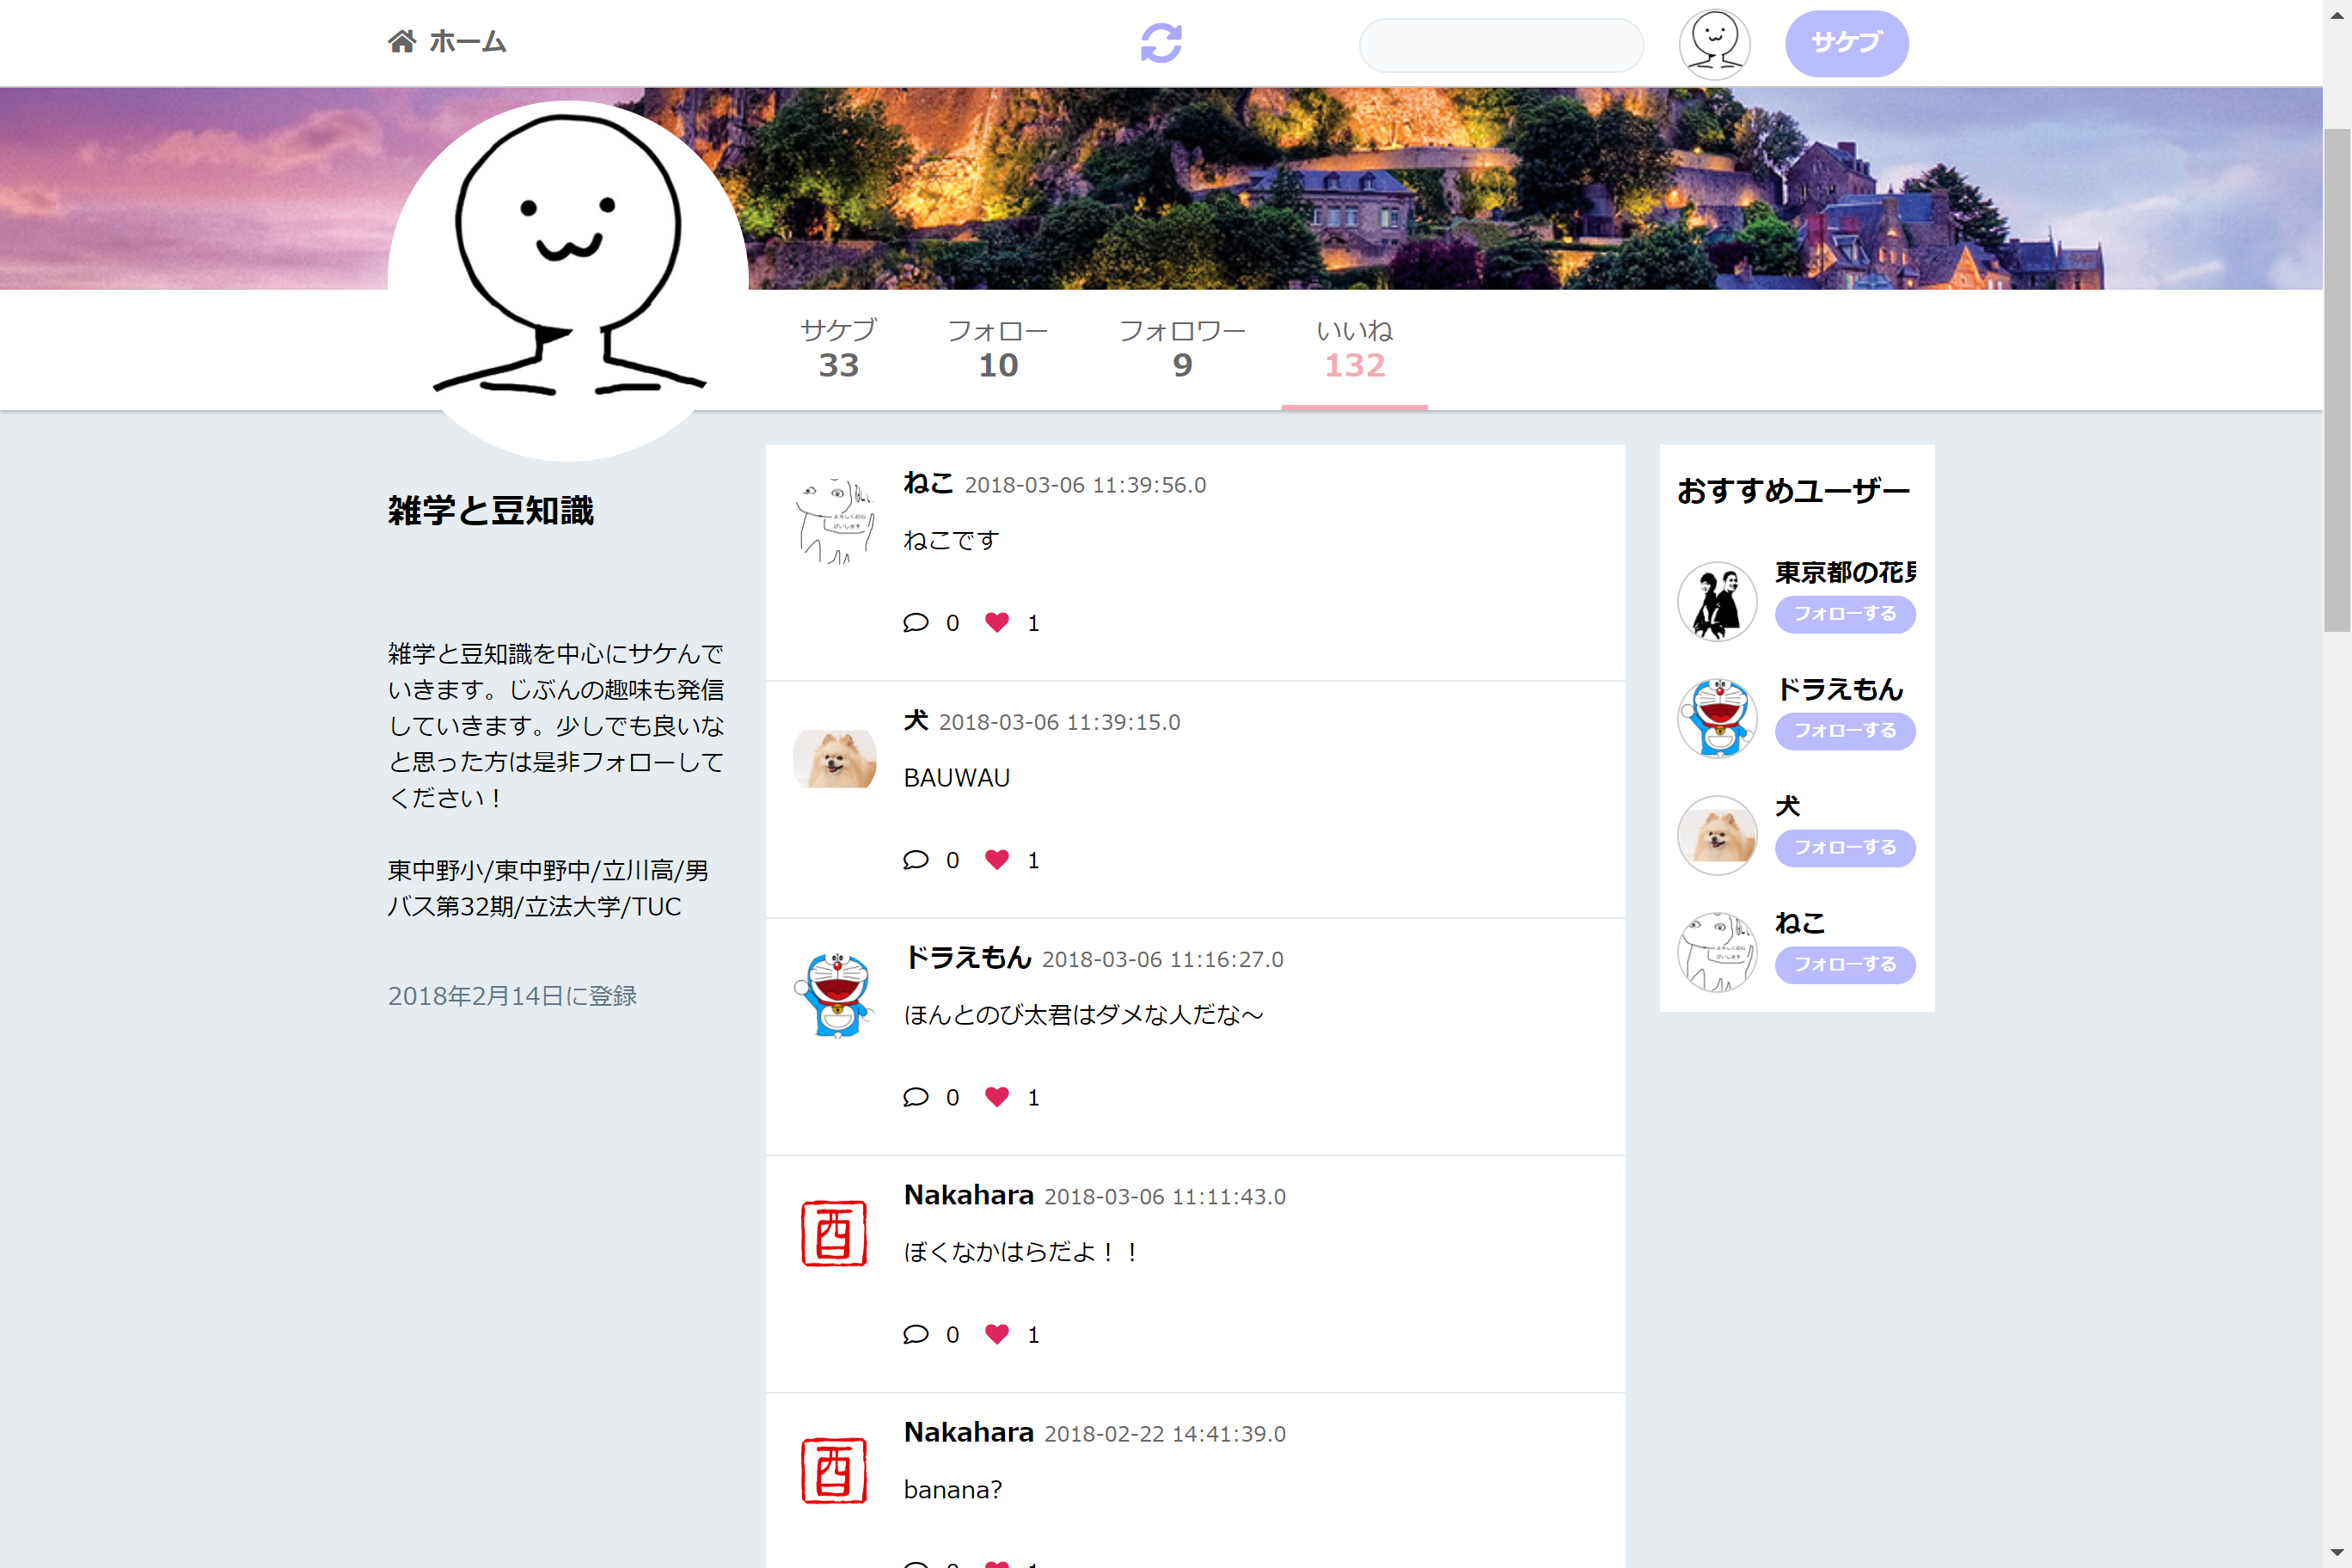 ホーム
サケブ
サケブ
33
フォロー
10
フォロワー
9
いいね
132
雑学と豆知識
雑学と豆知識を中心にサケんで
いきます。じぶんの趣味も発信
していきます。少しでも良いな
と思った方は是非フォローして
ください！
東中野小/東中野中/立川高/男
バス第32期/立法大学/TUC
2018年2月14日に登録
ねこ 2018-03-06 11:39:56.0
ねこです
0 1
犬 2018-03-06 11:39:15.0
BAUWAU
0 1
ドラえもん 2018-03-06 11:16:27.0
ほんとのび太君はダメな人だな～
0 1
Nakahara 2018-03-06 11:11:43.0
酉
ぼくなかはらだよ！！
0 1
Nakahara 2018-02-22 14:41:39.0
酉
banana?
おすすめユーザー
東京都の花見
フォローする
ドラえもん
フォローする
犬
フォローする
ねこ
フォローする